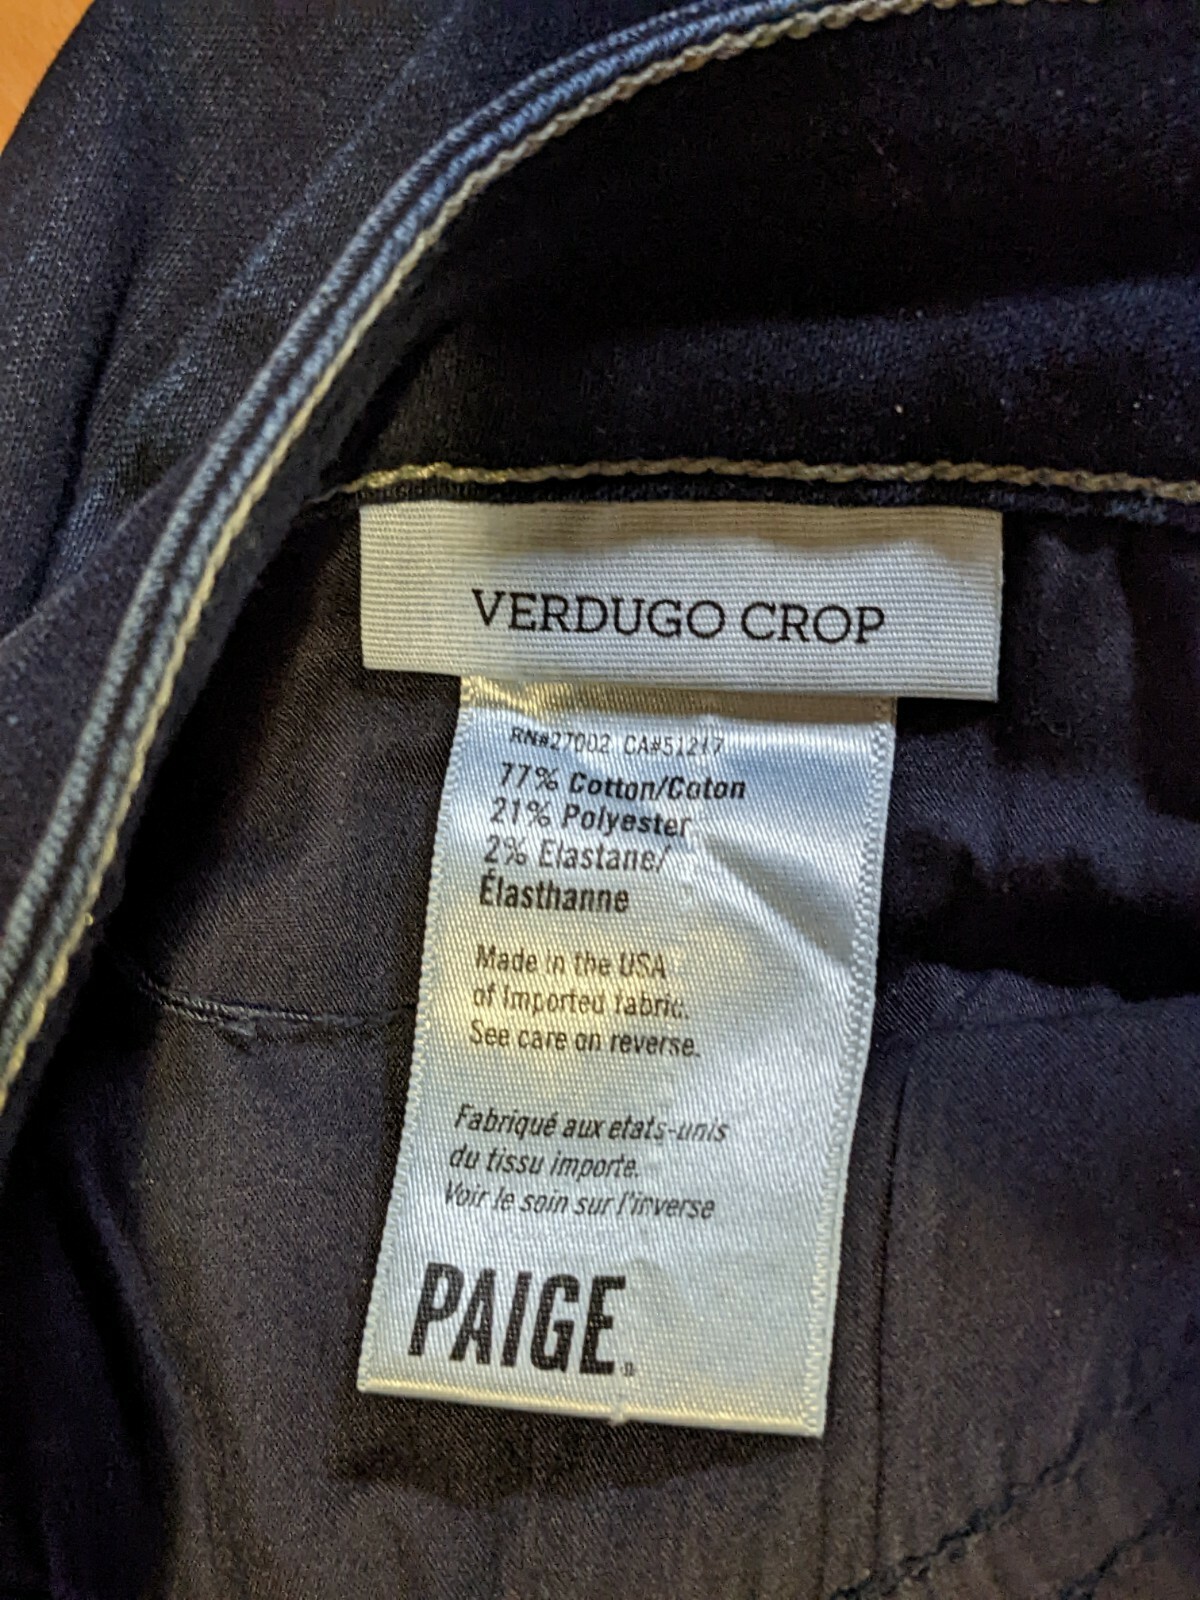 VERDUGO CROP
RN#27002 CA#51217
77% Cotton/Coton
21% Polyester
2% Elastane/
Élasthanne
Made in the USA
of imported fabric.
See care on reverse.
Fabriqué aux etats-unis
du tissu importe.
Voir le soin sur l'inverse
PAIGE